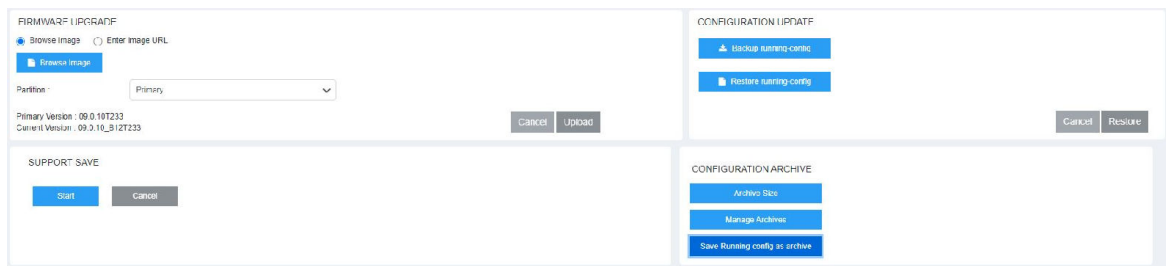 FIRMWARE UPGRADE
Browse Image Enter Image URL
Browse Image
Partition : Primary
Primary Version : 09.0.10T233
Current Version : 09.0.10_B12T233
Cancel Upload
CONFIGURATION UPDATE
Backup running-config
Restore running-config
Cancel Restore
SUPPORT SAVE
Start Cancel
CONFIGURATION ARCHIVE
Archive Size
Manage Archives
Save Running config as archive